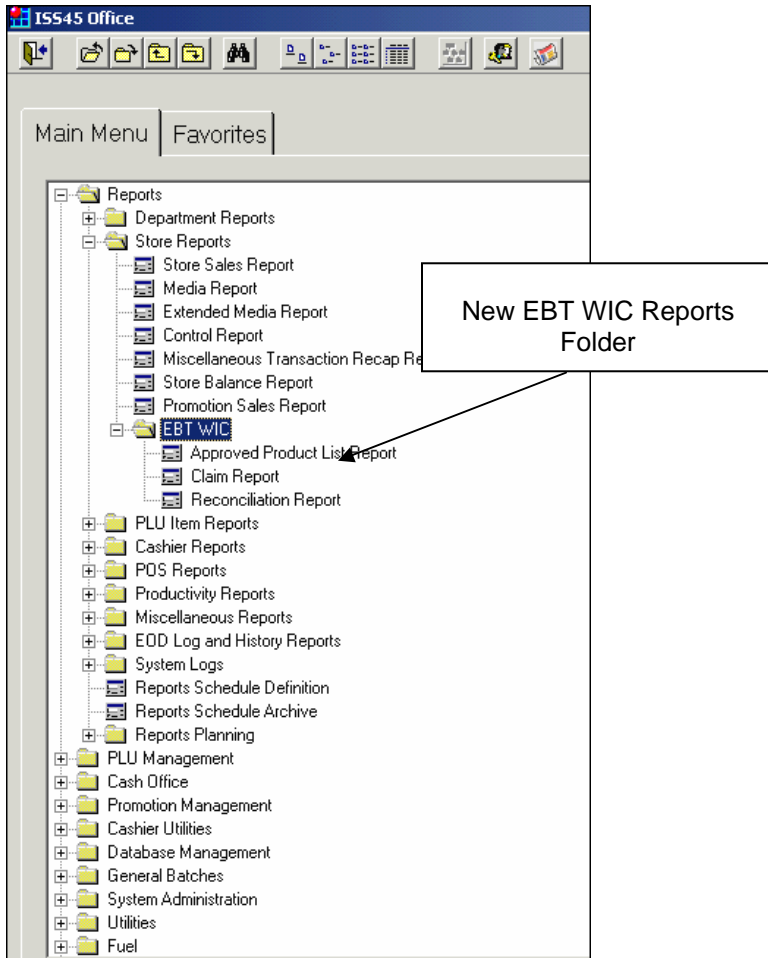 ISS45 Office
Main Menu
Favorites
Reports
Department Reports
Store Reports
Store Sales Report
Media Report
Extended Media Report
Control Report
Miscellaneous Transaction Recap Re
Store Balance Report
Promotion Sales Report
EBT WIC
Approved Product List Report
Claim Report
Reconciliation Report
PLU Item Reports
Cashier Reports
POS Reports
Productivity Reports
Miscellaneous Reports
EOD Log and History Reports
System Logs
Reports Schedule Definition
Reports Schedule Archive
Reports Planning
PLU Management
Cash Office
Promotion Management
Cashier Utilities
Database Management
General Batches
System Administration
Utilities
Fuel
New EBT WIC Reports
Folder